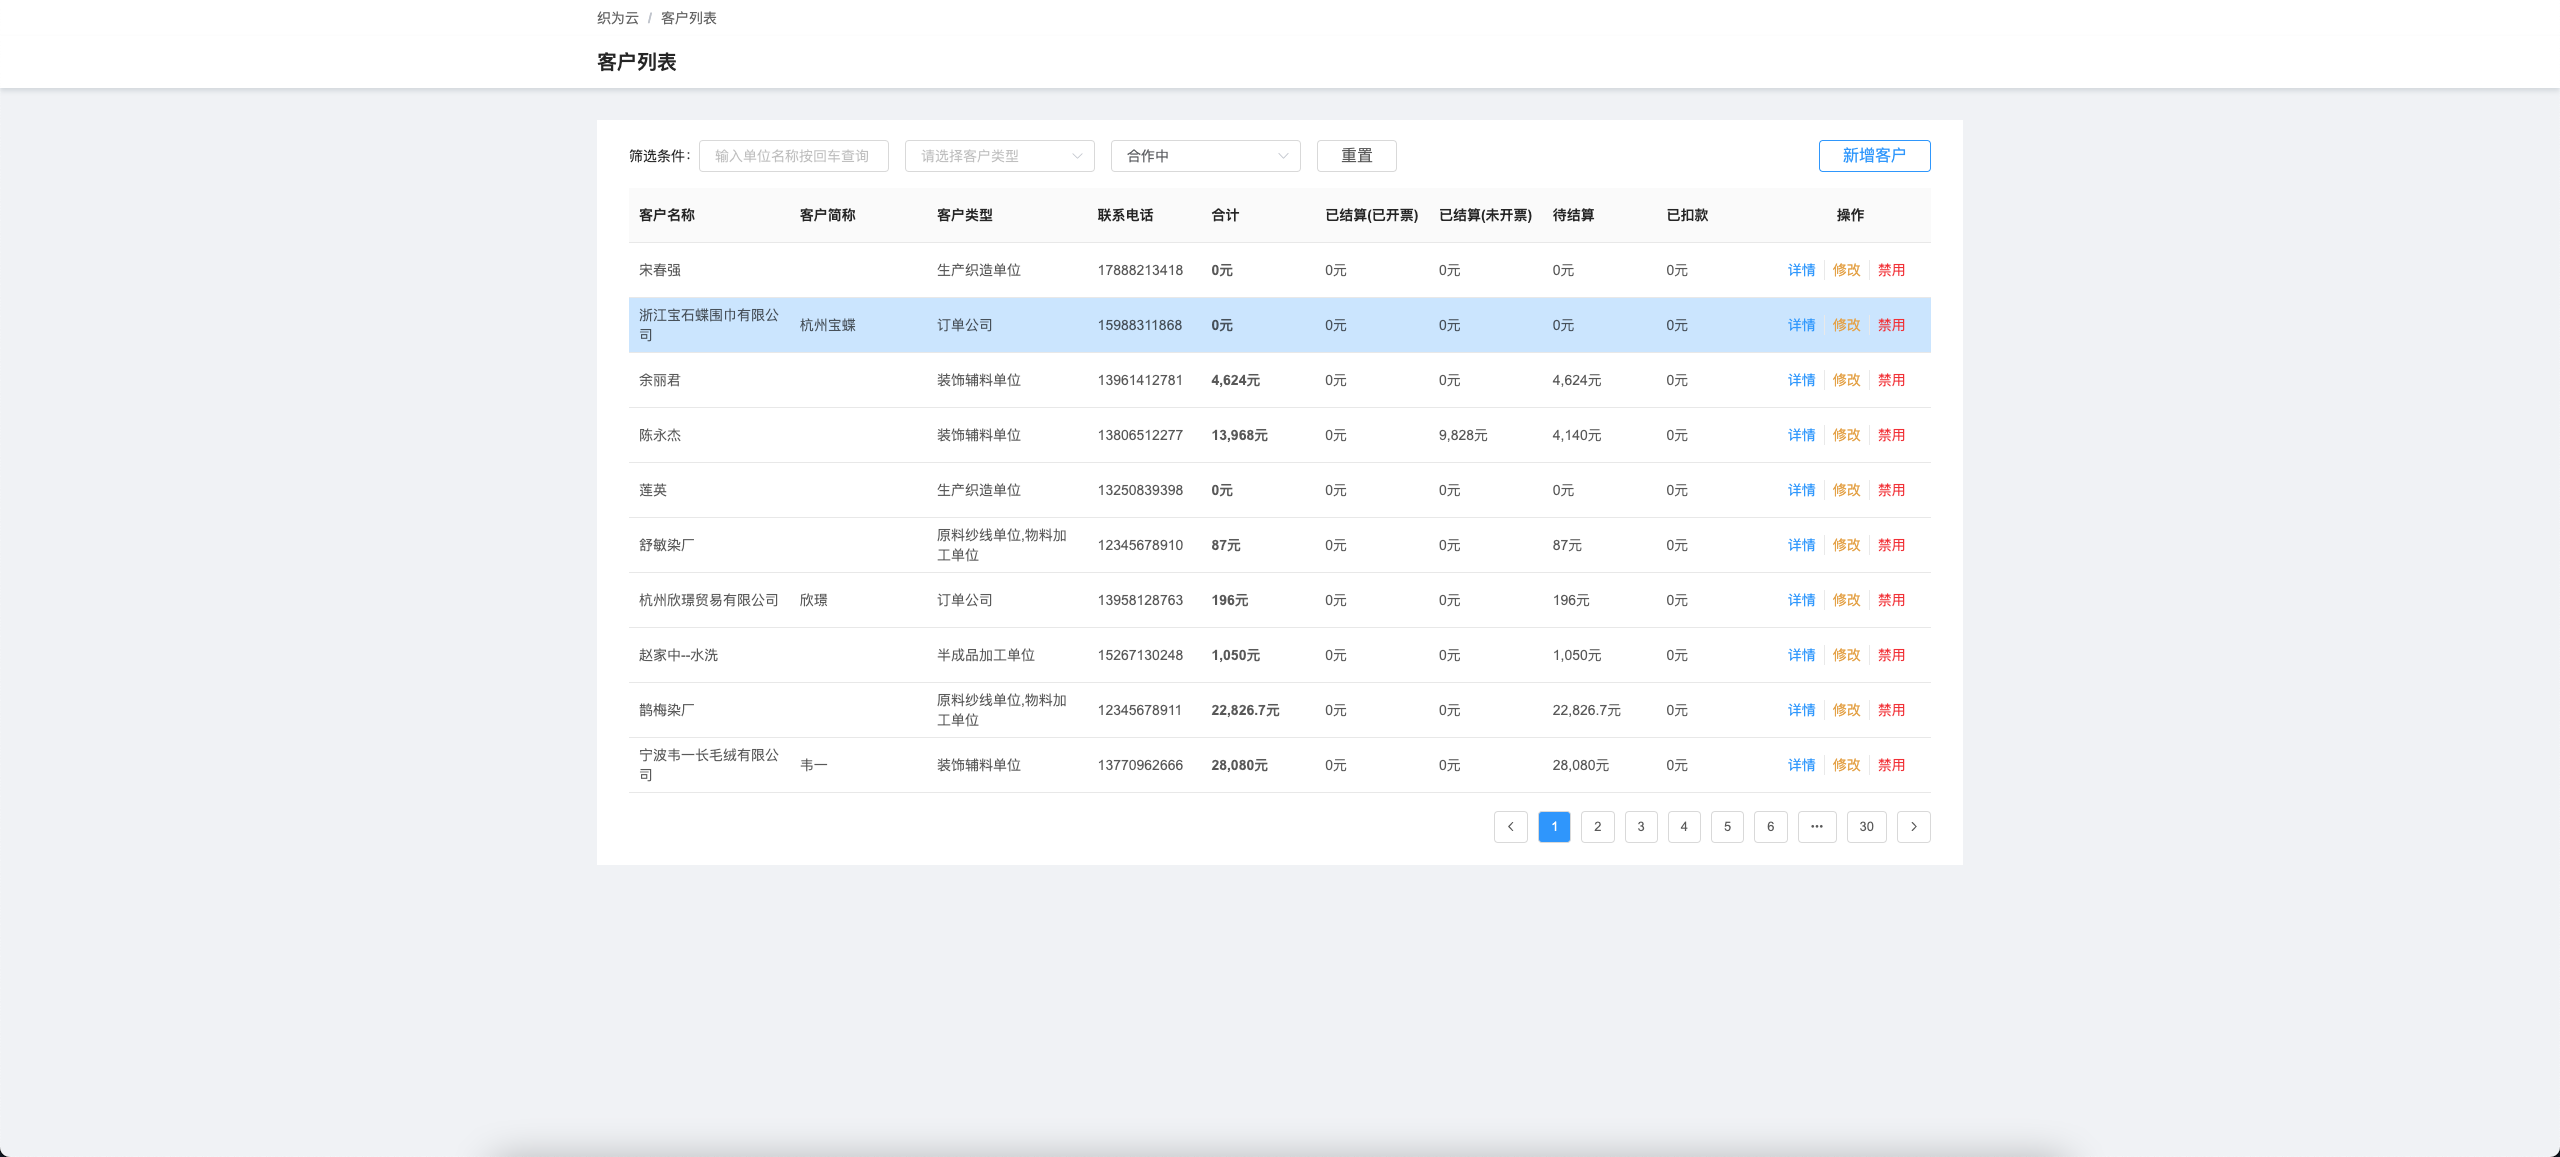 织为云 / 客户列表
客户列表
筛选条件： 输入单位名称按回车查询 请选择客户类型 合作中 重置 新增客户
客户名称 客户简称 客户类型 联系电话 合计 已结算(已开票) 已结算(未开票) 待结算 已扣款 操作
宋春强 生产织造单位 17888213418 0元 0元 0元 0元 0元 详情 修改 禁用
浙江宝石蝶围巾有限公
司 杭州宝蝶 订单公司 15988311868 0元 0元 0元 0元 0元 详情 修改 禁用
余丽君 装饰辅料单位 13961412781 4,624元 0元 0元 4,624元 0元 详情 修改 禁用
陈永杰 装饰辅料单位 13806512277 13,968元 0元 9,828元 4,140元 0元 详情 修改 禁用
莲英 生产织造单位 13250839398 0元 0元 0元 0元 0元 详情 修改 禁用
舒敏染厂 原料纱线单位,物料加
工单位 12345678910 87元 0元 0元 87元 0元 详情 修改 禁用
杭州欣璟贸易有限公司 欣璟 订单公司 13958128763 196元 0元 0元 196元 0元 详情 修改 禁用
赵家中--水洗 半成品加工单位 15267130248 1,050元 0元 0元 1,050元 0元 详情 修改 禁用
鹊梅染厂 原料纱线单位,物料加
工单位 12345678911 22,826.7元 0元 0元 22,826.7元 0元 详情 修改 禁用
宁波韦一长毛绒有限公
司 韦一 装饰辅料单位 13770962666 28,080元 0元 0元 28,080元 0元 详情 修改 禁用
1 2 3 4 5 6 ••• 30